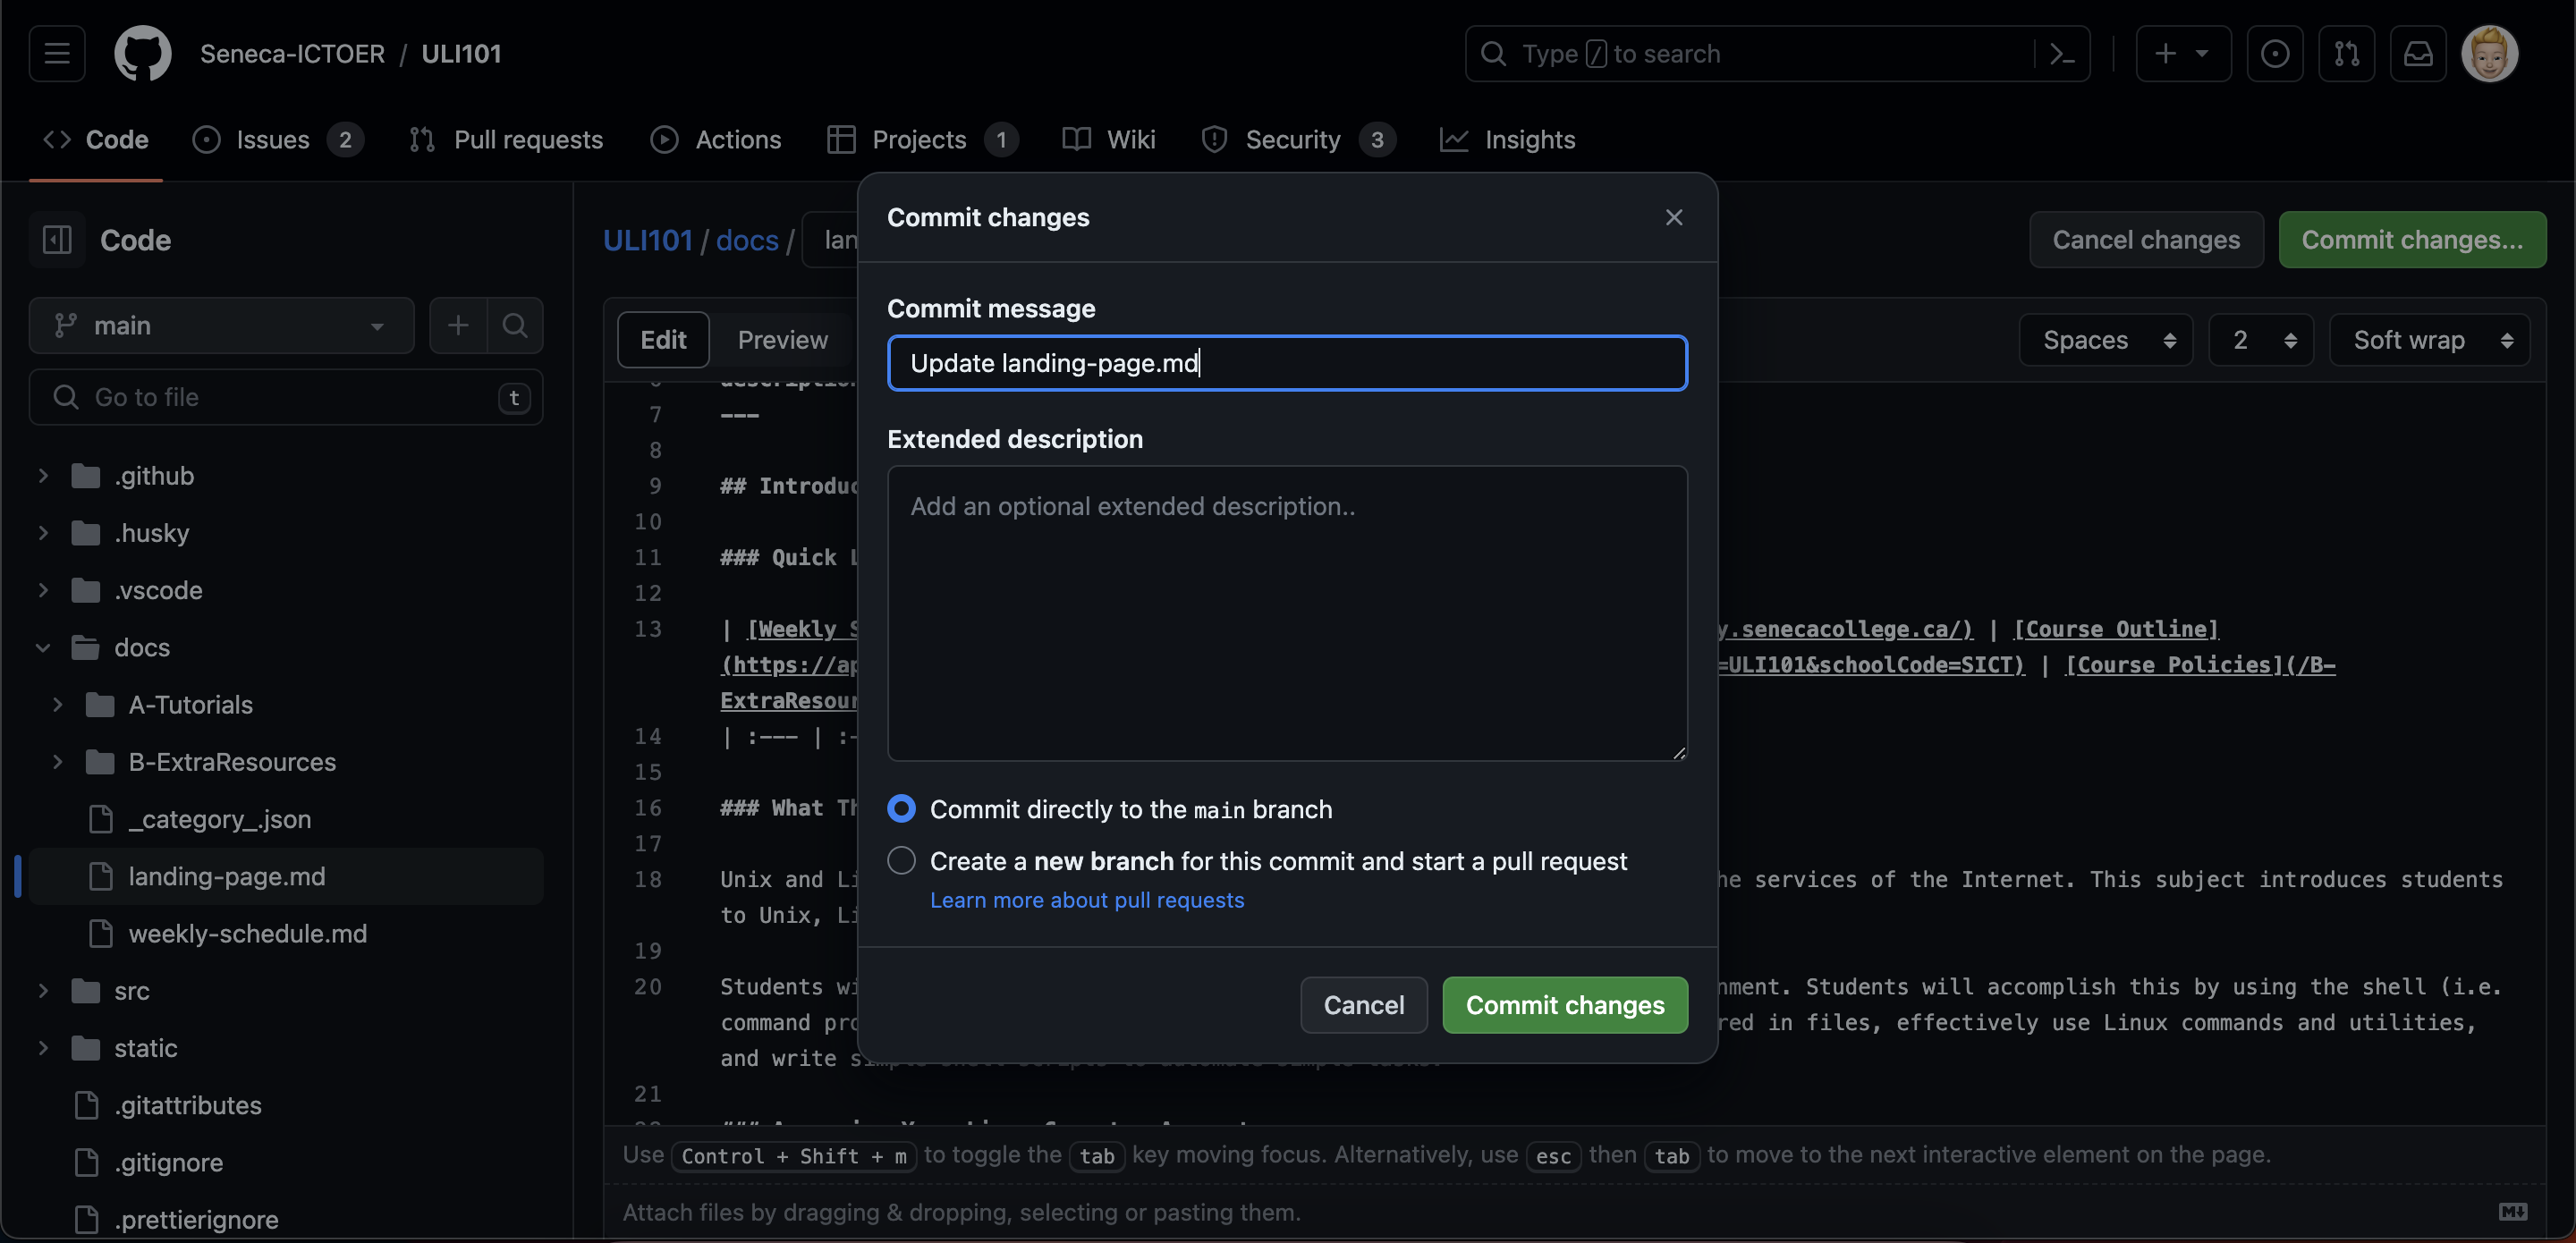 Seneca-ICTOER / ULI101
Type / to search
Code
Issues 2
Pull requests
Actions
Projects 1
Wiki
Security 3
Insights
Code
main
Go to file t
.github
.husky
.vscode
docs
A-Tutorials
B-ExtraResources
_category_.json
landing-page.md
weekly-schedule.md
src
static
.gitattributes
.gitignore
.prettierignore
ULI101 / docs / lan
Cancel changes
Commit changes...
Edit
Preview
Spaces
2
Soft wrap
7 ---
8
9 ## Introduc
10
11 ### Quick L
12
13 | [Weekly S y.senecacollege.ca/) | [Course Outline]
(https://ap =ULI101&schoolCode=SICT) | [Course Policies](/B-
ExtraResour
14 | :--- | :-
15
16 ### What Th
17
18 Unix and Li he services of the Internet. This subject introduces students
to Unix, Li
19
20 Students wi nment. Students will accomplish this by using the shell (i.e.
command pro red in files, effectively use Linux commands and utilities,
and write simple shell scripts to automate simple tasks.
21
Use Control + Shift + m to toggle the tab key moving focus. Alternatively, use esc then tab to move to the next interactive element on the page.
Attach files by dragging & dropping, selecting or pasting them.
Commit changes
Commit message
Update landing-page.md
Extended description
Add an optional extended description..
Commit directly to the main branch
Create a new branch for this commit and start a pull request
Learn more about pull requests
Cancel
Commit changes